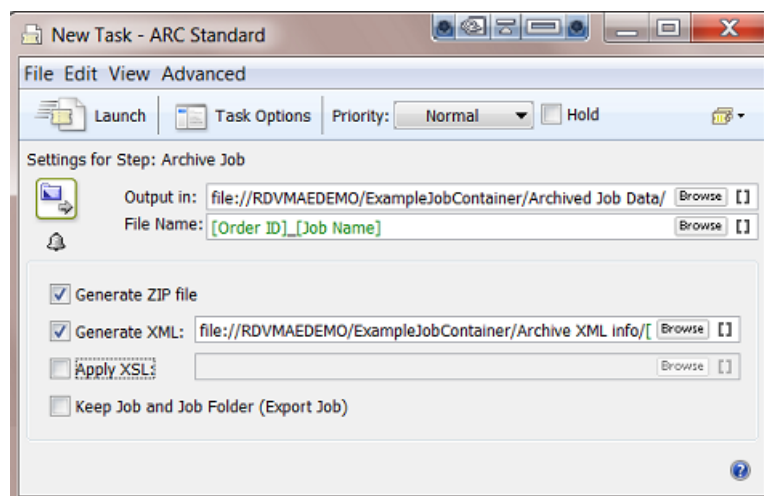 New Task - ARC Standard
File Edit View Advanced
Launch Task Options Priority: Normal Hold
Settings for Step: Archive Job
Output in: file://RDVMAEDEMO/ExampleJobContainer/Archived Job Data/ Browse []
File Name: [Order ID]_[Job Name] Browse []
Generate ZIP file
Generate XML: file://RDVMAEDEMO/ExampleJobContainer/Archive XML info/[ Browse []
Apply XSL: Browse []
Keep Job and Job Folder (Export Job)